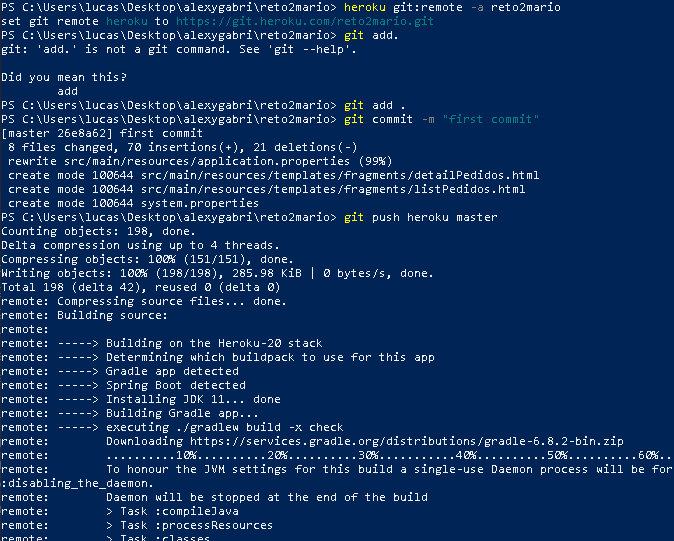 PS C:\Users\lucas\Desktop\alexygabri\reto2mario> heroku git:remote -a reto2mario
set git remote heroku to https://git.heroku.com/reto2mario.git
PS C:\Users\lucas\Desktop\alexygabri\reto2mario> git add.
git: 'add.' is not a git command. See 'git --help'.

Did you mean this?
        add
PS C:\Users\lucas\Desktop\alexygabri\reto2mario> git add .
PS C:\Users\lucas\Desktop\alexygabri\reto2mario> git commit -m "first commit"
[master 26e8a62] first commit
 8 files changed, 70 insertions(+), 21 deletions(-)
 rewrite src/main/resources/application.properties (99%)
 create mode 100644 src/main/resources/templates/fragments/detailPedidos.html
 create mode 100644 src/main/resources/templates/fragments/listPedidos.html
 create mode 100644 system.properties
PS C:\Users\lucas\Desktop\alexygabri\reto2mario> git push heroku master
Counting objects: 198, done.
Delta compression using up to 4 threads.
Compressing objects: 100% (151/151), done.
Writing objects: 100% (198/198), 285.98 KiB | 0 bytes/s, done.
Total 198 (delta 42), reused 0 (delta 0)
remote: Compressing source files... done.
remote: Building source:
remote:
remote: -----> Building on the Heroku-20 stack
remote: -----> Determining which buildpack to use for this app
remote: -----> Gradle app detected
remote: -----> Spring Boot detected
remote: -----> Installing JDK 11... done
remote: -----> Building Gradle app...
remote: -----> executing ./gradlew build -x check
remote:        Downloading https://services.gradle.org/distributions/gradle-6.8.2-bin.zip
remote:        ..........10%..........20%..........30%...........40%..........50%..........60%..
remote:        To honour the JVM settings for this build a single-use Daemon process will be for
:disabling_the_daemon.
remote:        Daemon will be stopped at the end of the build
remote:        > Task :compileJava
remote:        > Task :processResources
remote:        > Task :classes